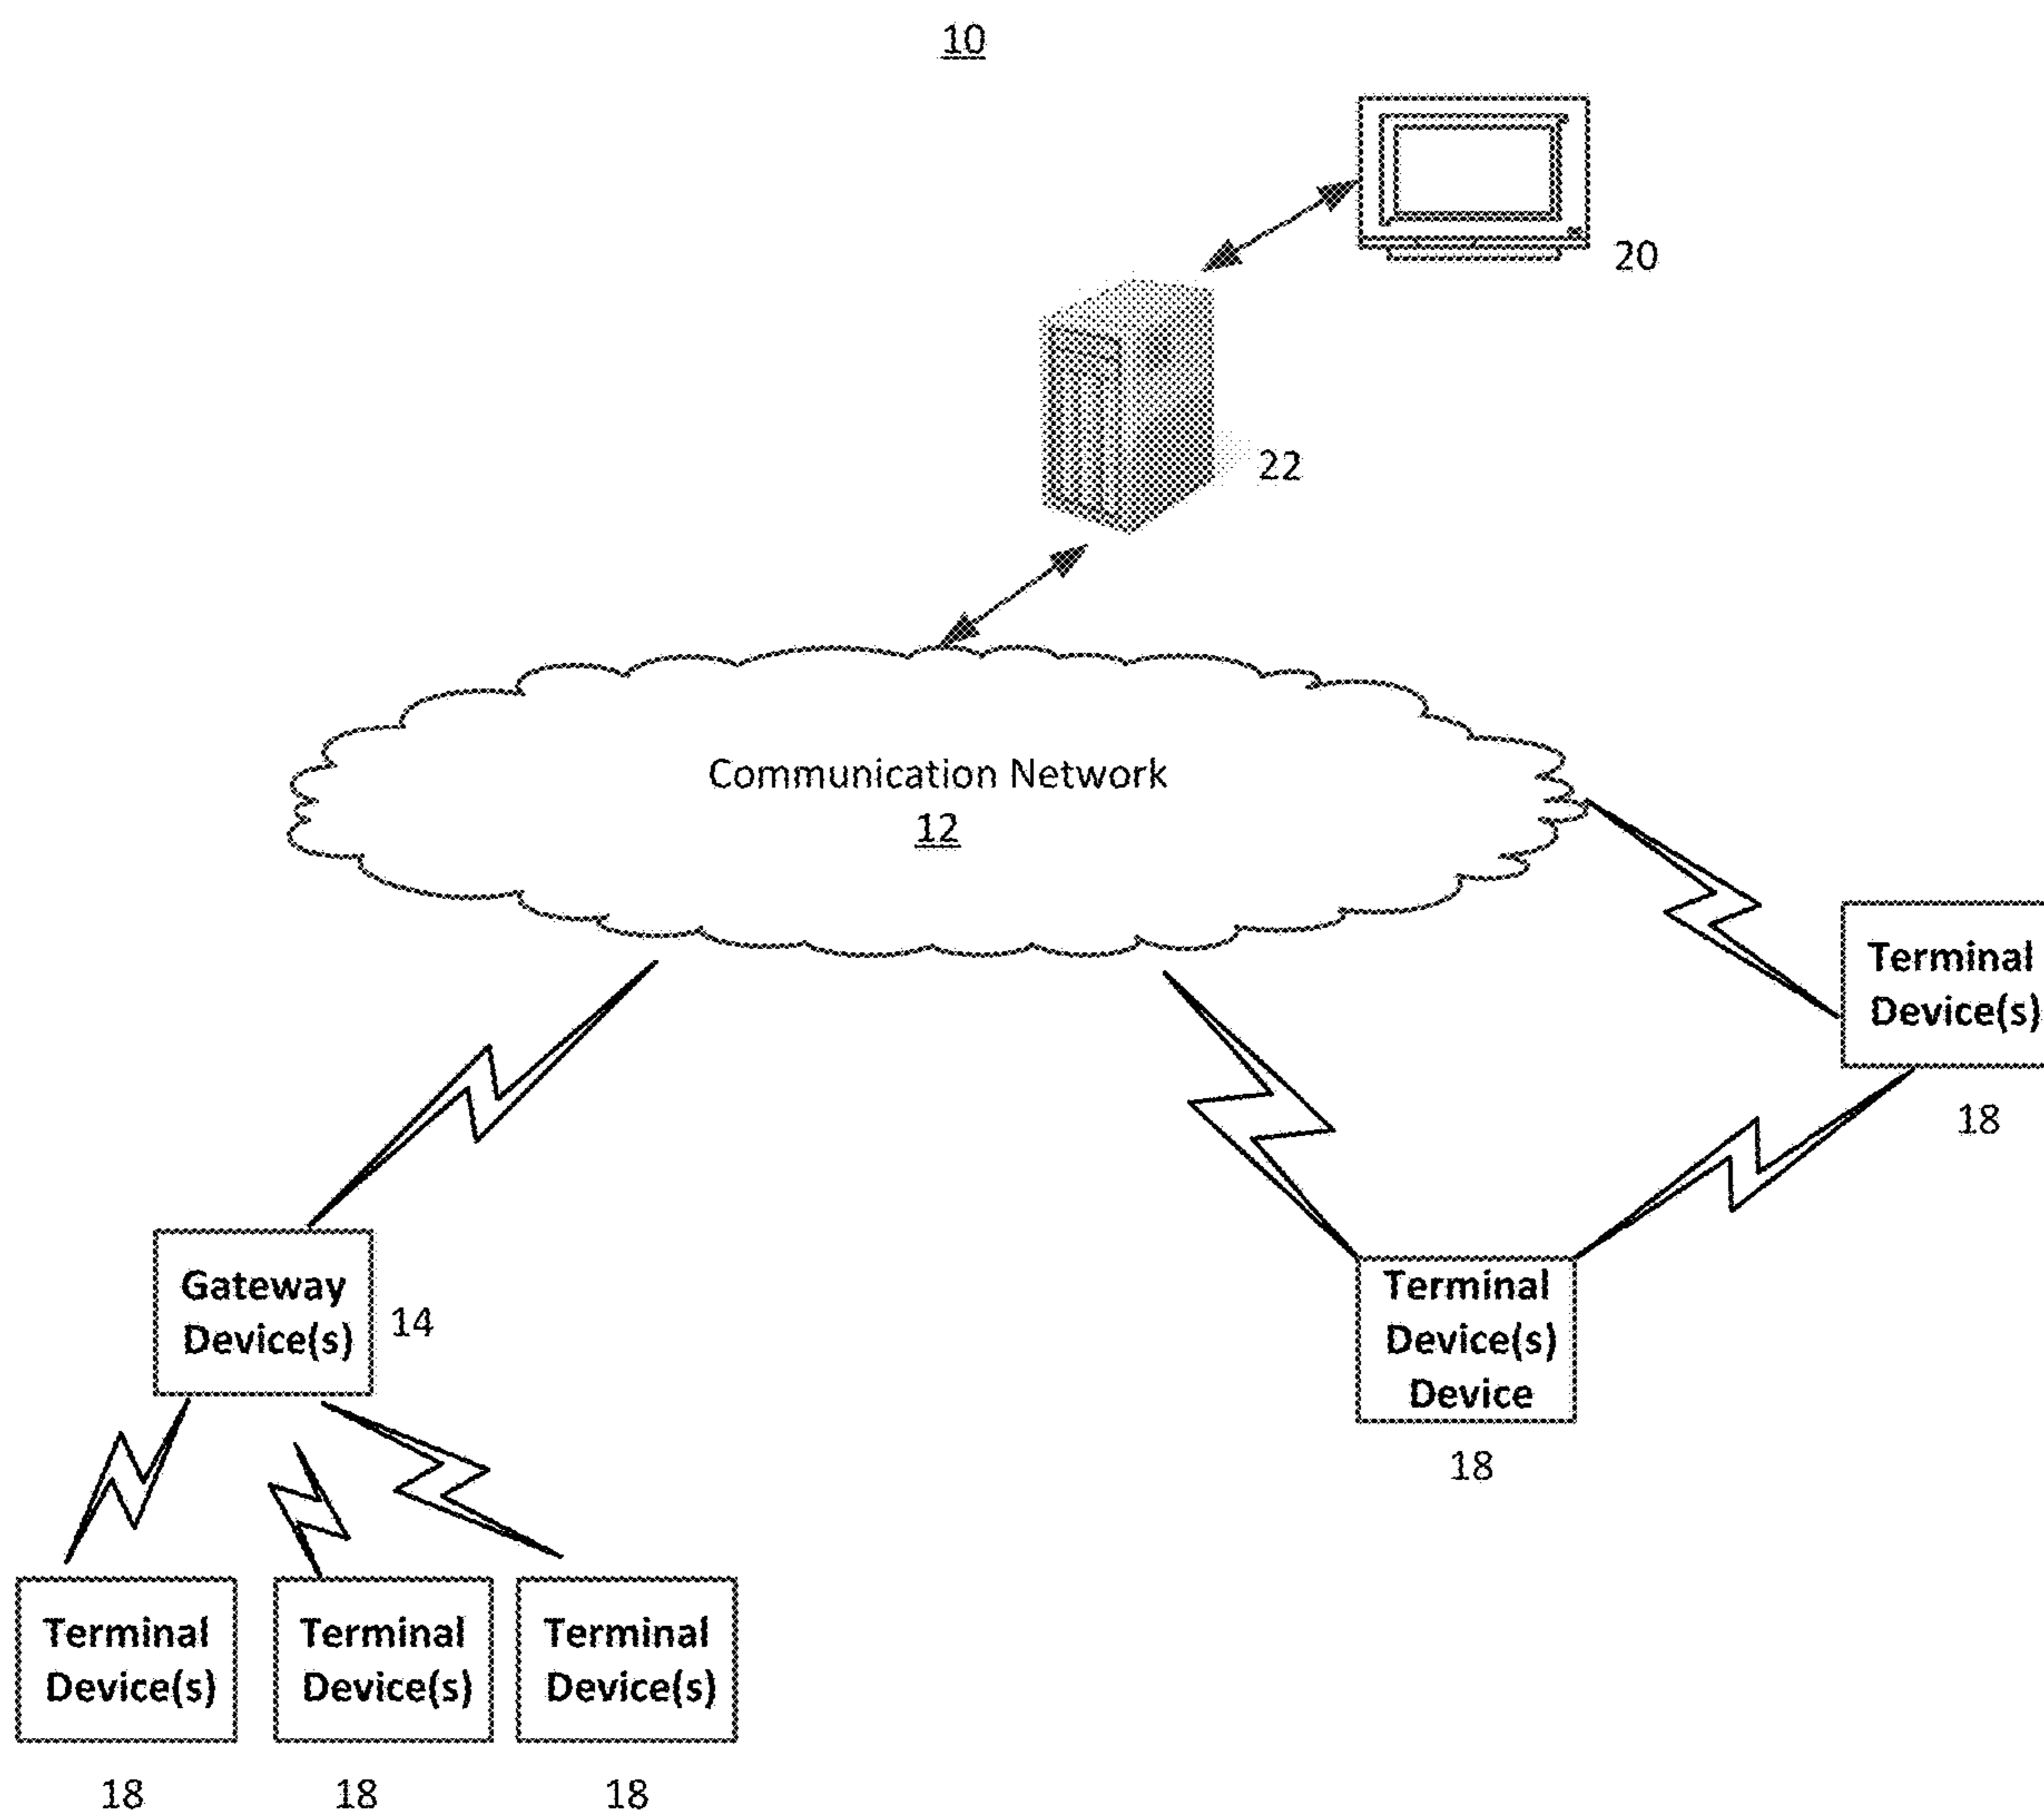 10
20
22
Communication Network
12
Terminal
Device(s)
18
Gateway
Device(s)
14
Terminal
Device(s)
Device
18
Terminal
Device(s)
Terminal
Device(s)
Terminal
Device(s)
18
18
18